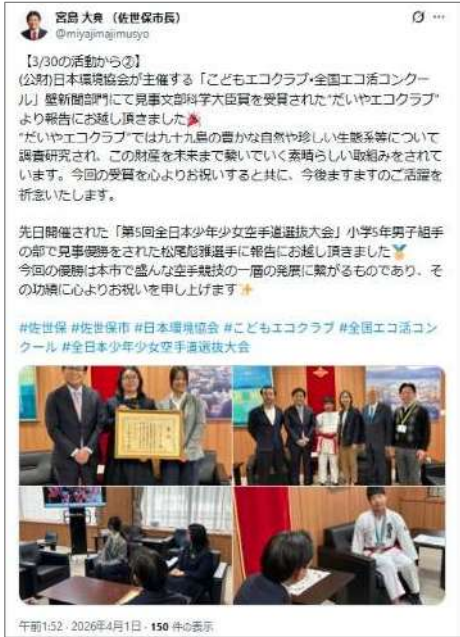 宮島 大典 （佐世保市長）
@miyajimajimusyo
【3/30の活動から②】
(公財)日本環境協会が主催する「こどもエコクラブ・全国エコ活コンクー
ル」壁新聞部門にて見事文部科学大臣賞を受賞された“だいやエコクラブ”
より報告にお越し頂きました🎉
“だいやエコクラブ”では九十九島の豊かな自然や珍しい生態系等について
調査研究され、この財産を未来まで繋いでいく素晴らしい取組みをされて
います。今回の受賞を心よりお祝いすると共に、今後ますますのご活躍を
祈念いたします。
先日開催された「第5回全日本少年少女空手道選抜大会」小学5年男子組手
の部で見事優勝をされた松尾彪雅選手に報告にお越し頂きました🏅
今回の優勝は本市で盛んな空手競技の一層の発展に繋がるものであり、そ
の功績に心よりお祝いを申し上げます✨
#佐世保 #佐世保市 #日本環境協会 #こどもエコクラブ #全国エコ活コン
クール #全日本少年少女空手道選抜大会
午前1:52 · 2026年4月1日 · 150 件の表示